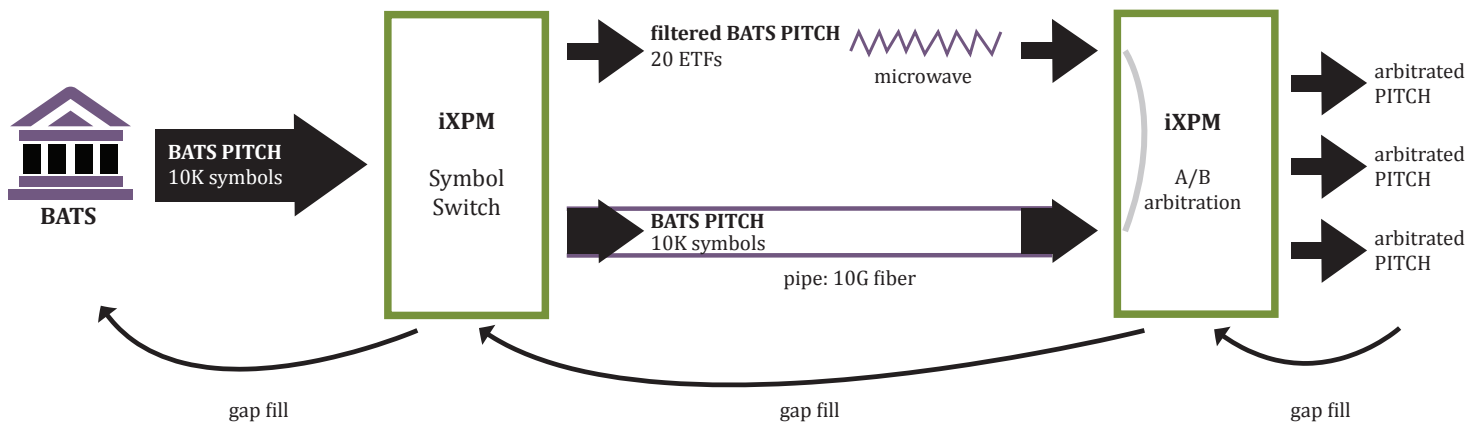 BATS
BATS PITCH
10K symbols
iXPM
Symbol
Switch
filtered BATS PITCH
20 ETFs
microwave
BATS PITCH
10K symbols
pipe: 10G fiber
iXPM
A/B
arbitration
arbitrated
PITCH
arbitrated
PITCH
arbitrated
PITCH
gap fill
gap fill
gap fill